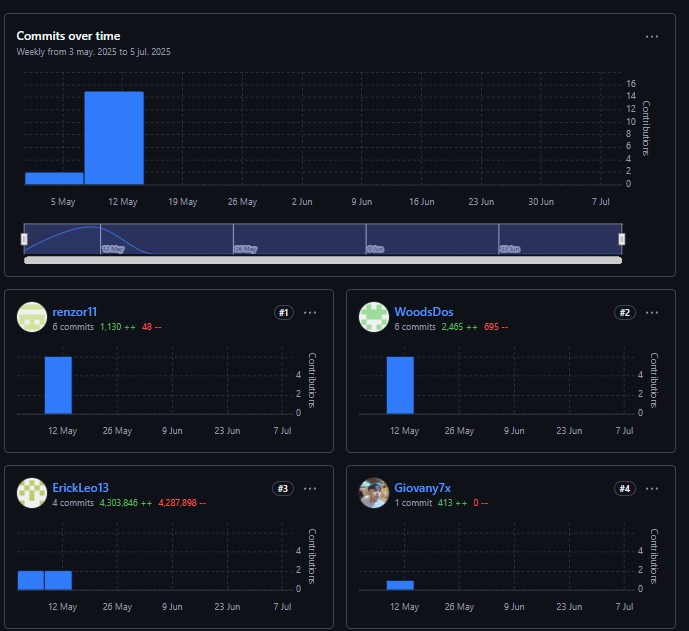 Commits over time
Weekly from 3 may. 2025 to 5 jul. 2025
16
14
12
10
8
6
4
2
0
Contributions
5 May 12 May 19 May 26 May 2 Jun 9 Jun 16 Jun 23 Jun 30 Jun 7 Jul
12 May 26 May 9 Jun 23 Jun
renzor11 #1
6 commits 1,130 ++ 48 --
4
2
0
Contributions
12 May 26 May 9 Jun 23 Jun 7 Jul
WoodsDos #2
6 commits 2,465 ++ 695 --
4
2
0
Contributions
12 May 26 May 9 Jun 23 Jun 7 Jul
ErickLeo13 #3
4 commits 4,303,846 ++ 4,287,898 --
4
2
0
Contributions
12 May 26 May 9 Jun 23 Jun 7 Jul
Giovany7x #4
1 commit 413 ++ 0 --
4
2
0
Contributions
12 May 26 May 9 Jun 23 Jun 7 Jul